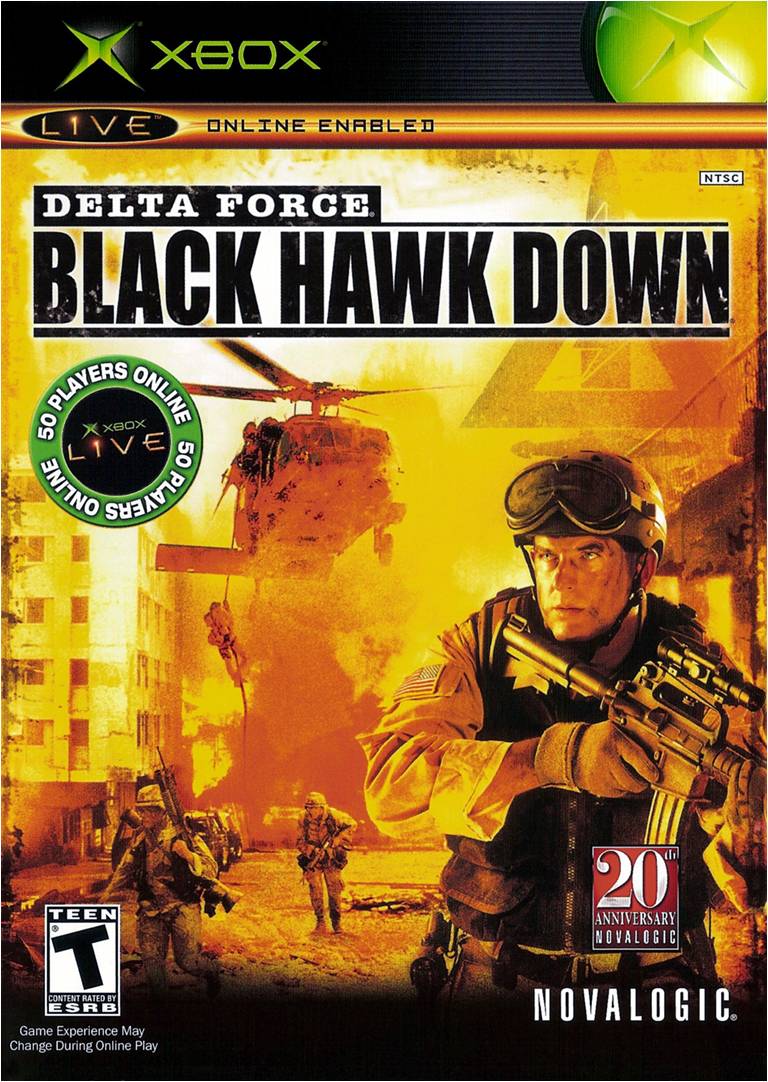 XBOX
LIVE™ ONLINE ENABLED
NTSC
DELTA FORCE®
BLACK HAWK DOWN®
50 PLAYERS ONLINE
XBOX
LIVE
50 PLAYERS ONLINE
20th
ANNIVERSARY
NOVALOGIC
TEEN
T®
CONTENT RATED BY
ESRB
NOVALOGIC®
Game Experience May
Change During Online Play